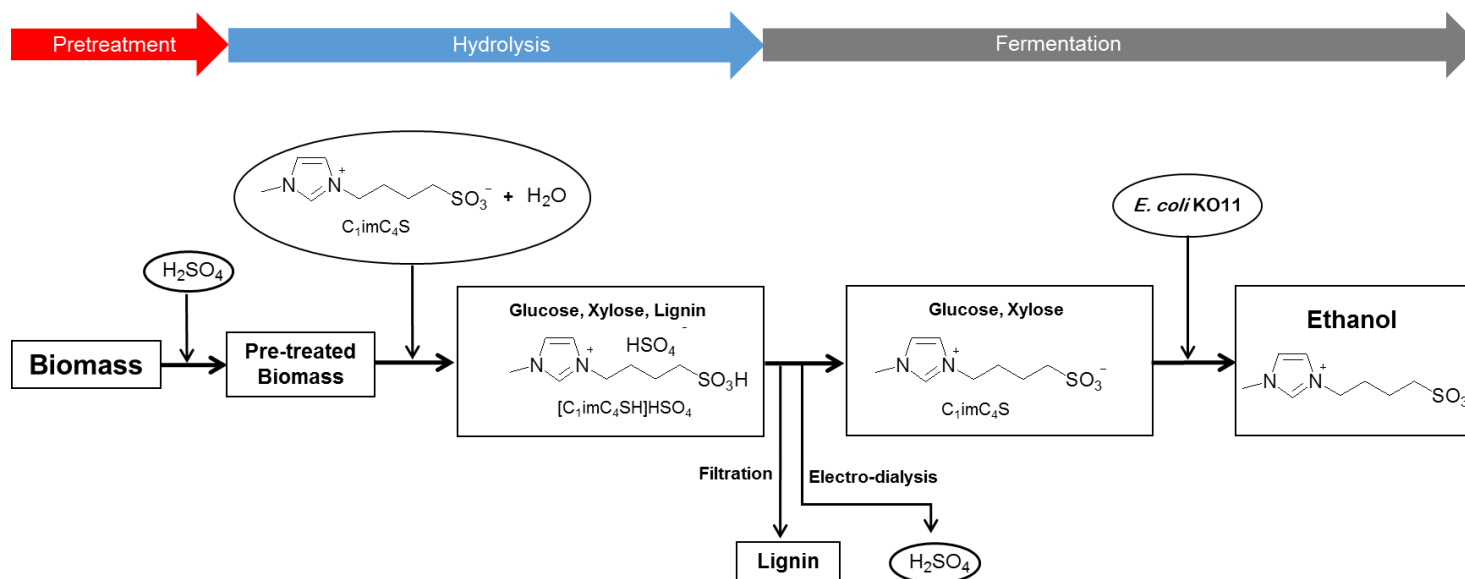 Pretreatment
Hydrolysis
Fermentation
N
N
+
SO₃⁻ + H₂O
C₁imC₄S
E. coli KO11
H₂SO₄
Biomass
Pre-treated
Biomass
Glucose, Xylose, Lignin
HSO₄⁻
N
N
+
SO₃H
[C₁imC₄SH]HSO₄
Glucose, Xylose
N
N
+
SO₃⁻
C₁imC₄S
Ethanol
N
N
+
SO₃
Filtration
Electro-dialysis
Lignin
H₂SO₄